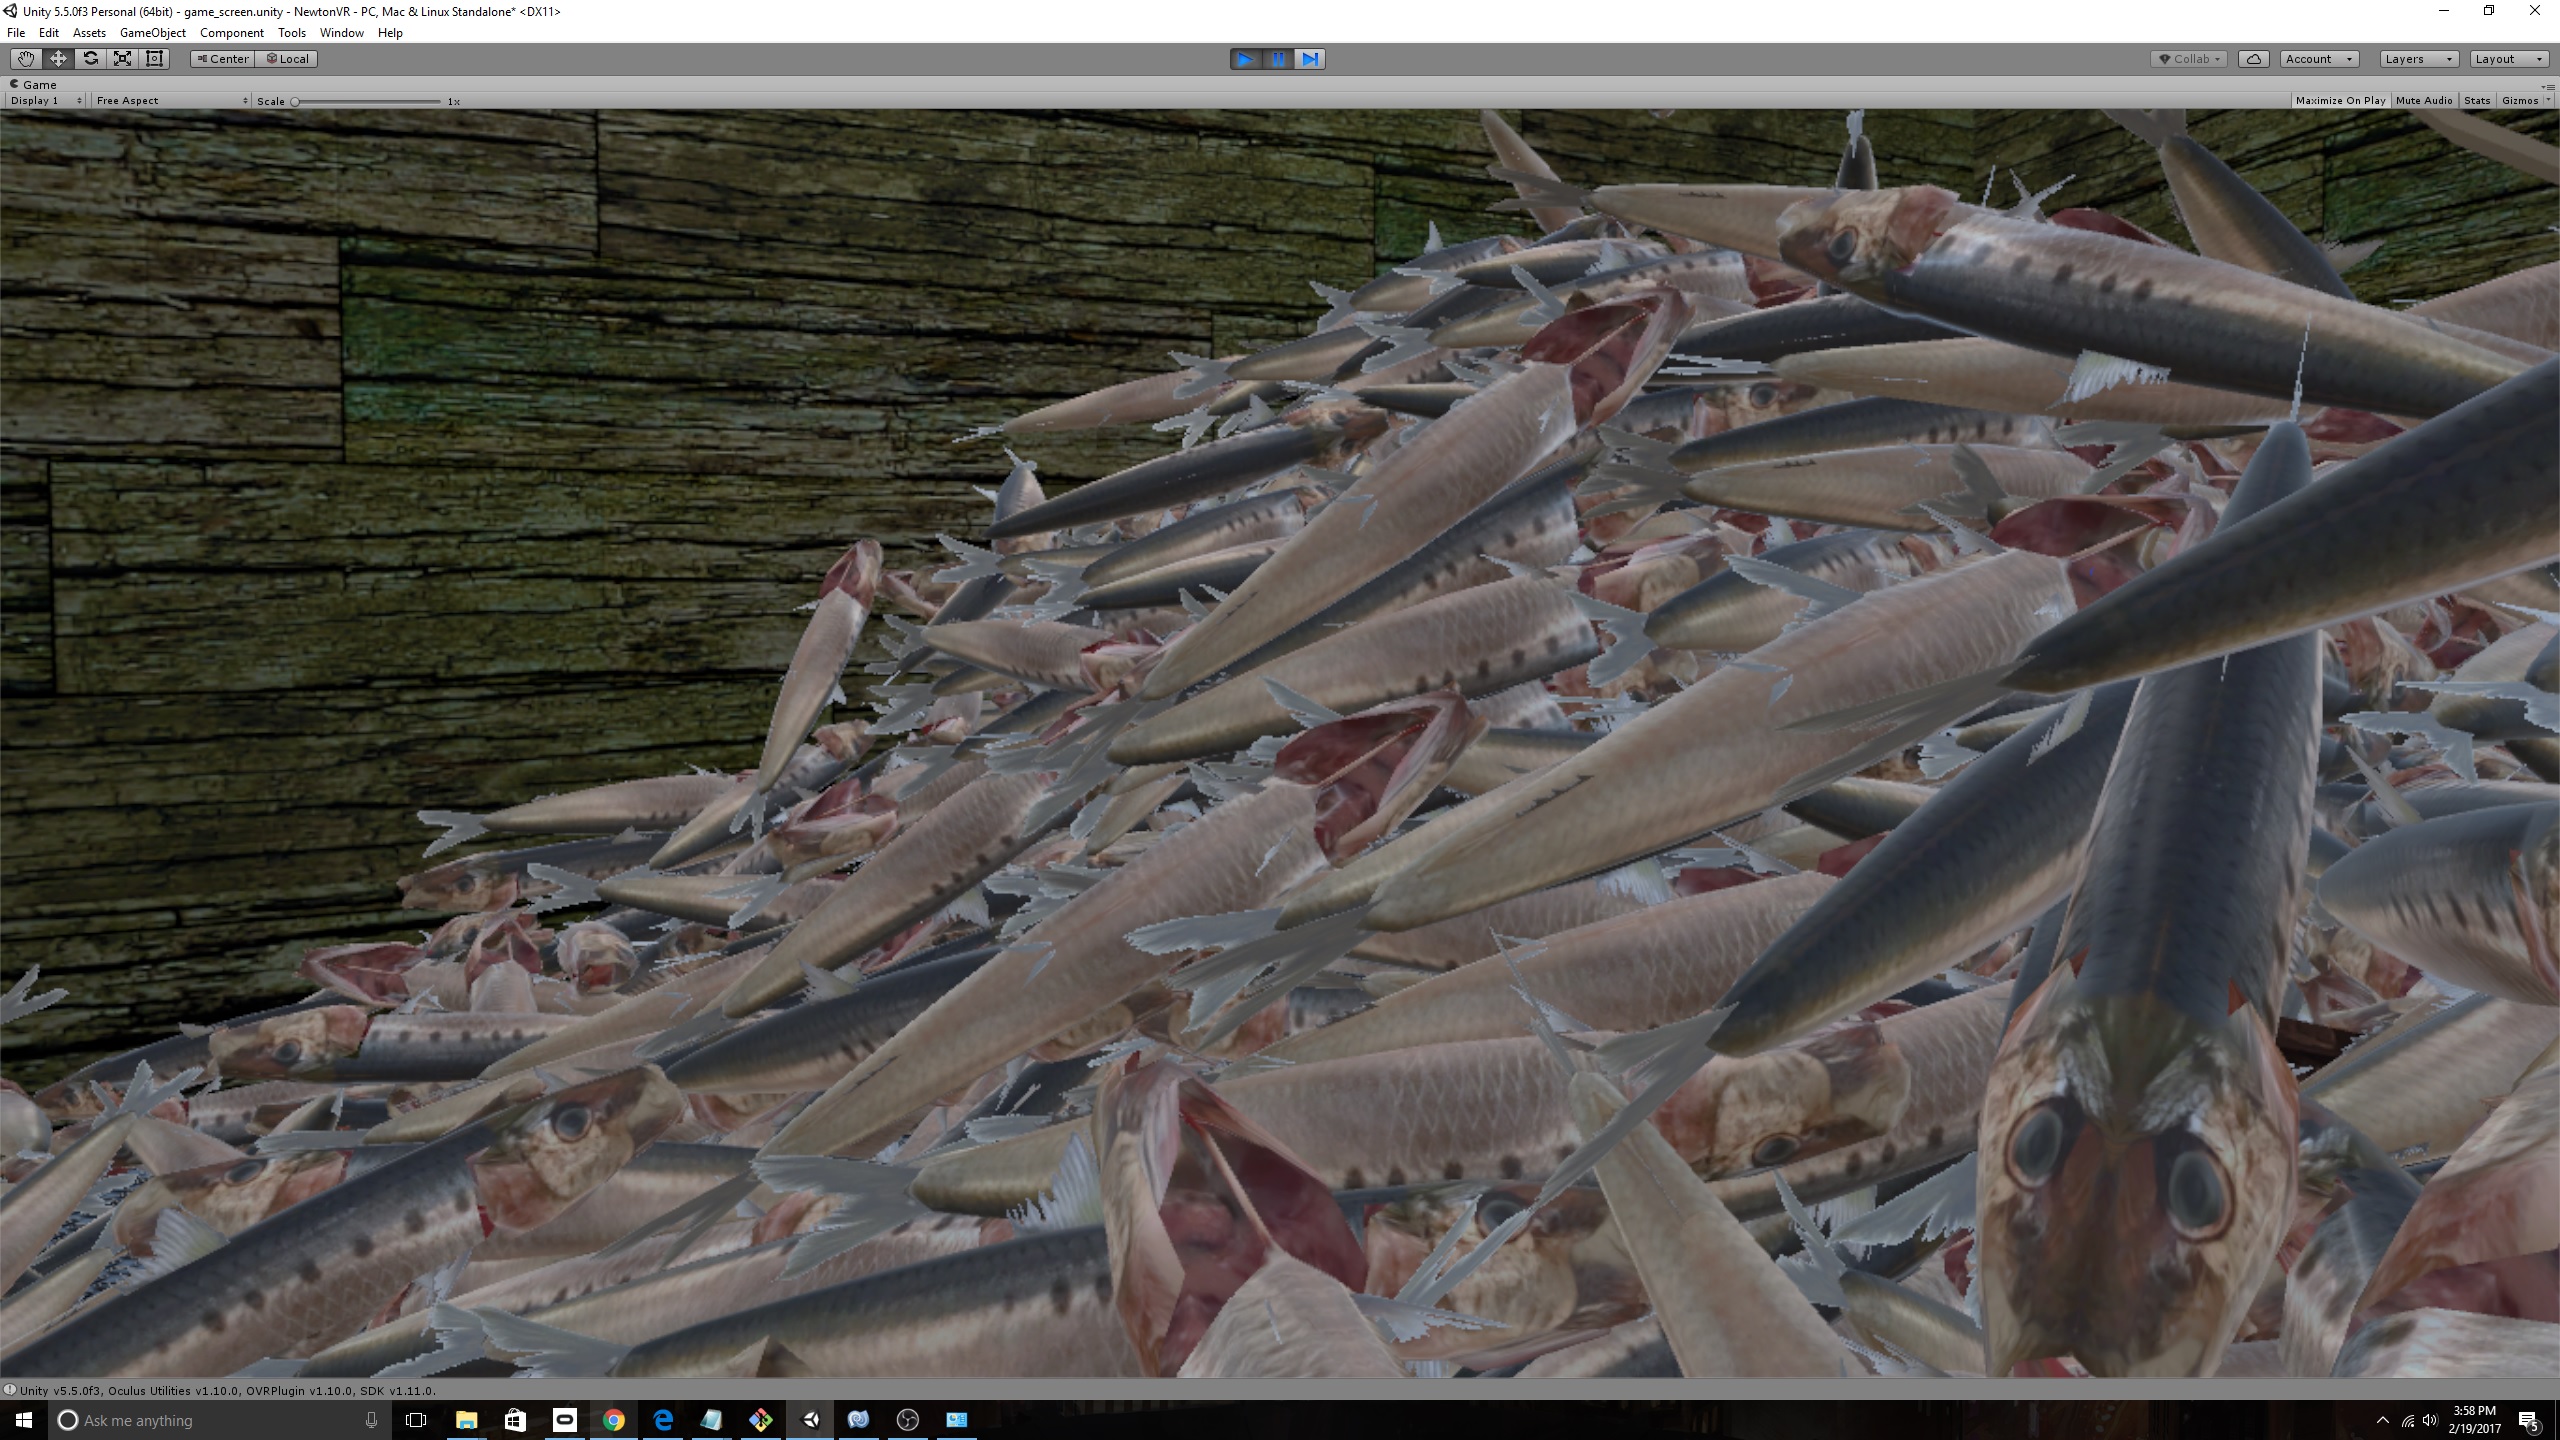 Unity 5.5.0f3 Personal (64bit) - game_screen.unity - NewtonVR - PC, Mac & Linux Standalone* <DX11>
File Edit Assets GameObject Component Tools Window Help
Center Local Collab Account Layers Layout
Game
Display 1 Free Aspect Scale 1x Maximize On Play Mute Audio Stats Gizmos
Unity v5.5.0f3, Oculus Utilities v1.10.0, OVRPlugin v1.10.0, SDK v1.11.0.
Ask me anything
3:58 PM
2/19/2017
5